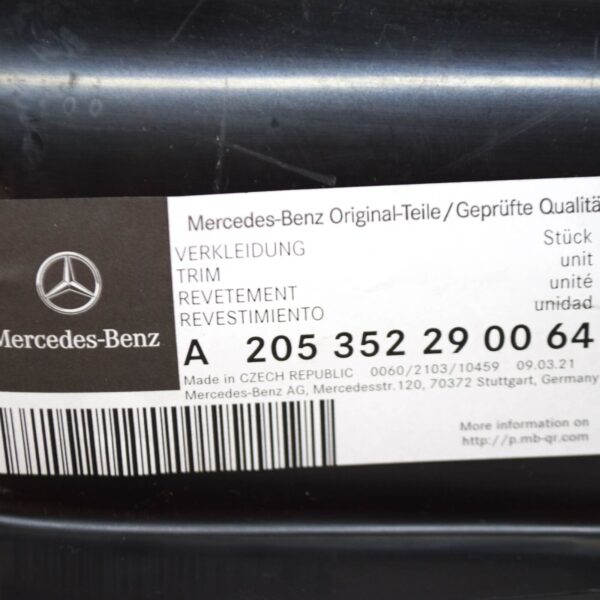 Mercedes-Benz Original-Teile/Geprüfte Qualitä
VERKLEIDUNG
TRIM
REVETEMENT
REVESTIMIENTO
Stück
unit
unité
unidad
Mercedes-Benz
A 205 352 29 00 64
Made in CZECH REPUBLIC 0060/2103/10459 09.03.21
Mercedes-Benz AG, Mercedesstr.120, 70372 Stuttgart, Germany
More information on
http://p.mb-qr.com